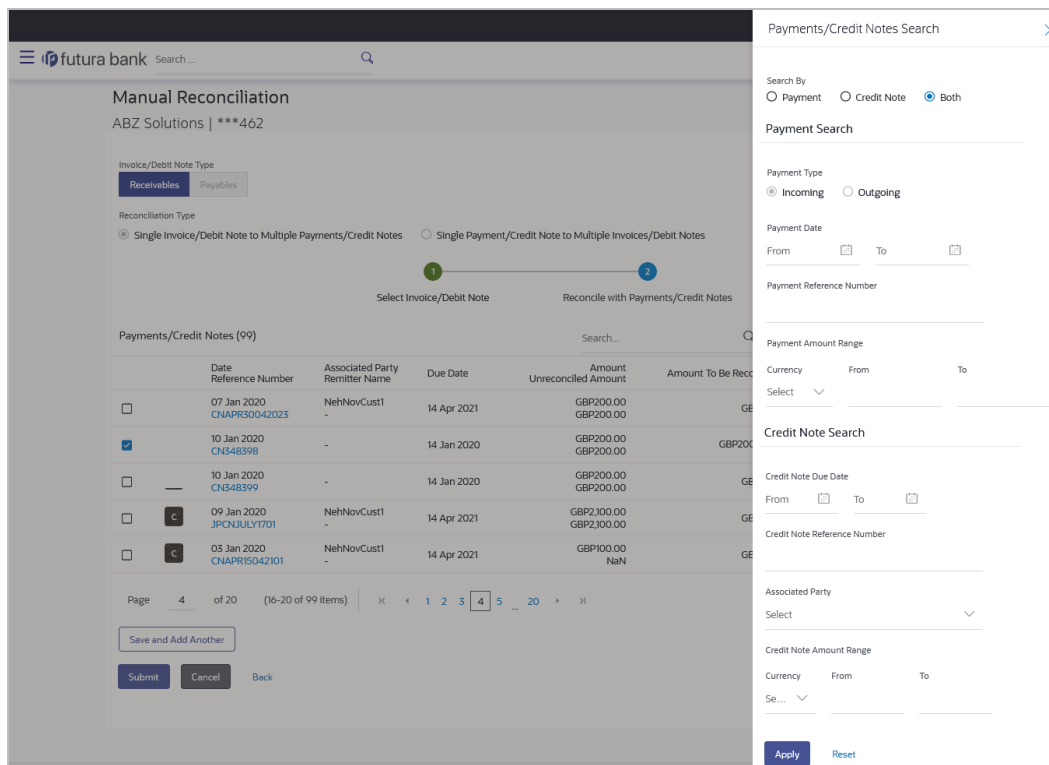 futura bank Search ...
Manual Reconciliation
ABZ Solutions | ***462
Invoice/Debit Note Type
Receivables Payables
Reconciliation Type
Single Invoice/Debit Note to Multiple Payments/Credit Notes Single Payment/Credit Note to Multiple Invoices/Debit Notes
1 2
Select Invoice/Debit Note Reconcile with Payments/Credit Notes
Payments/Credit Notes (99) Search...
Date Associated Party Due Date Amount Amount To Be Reco
Reference Number Remitter Name Unreconciled Amount
07 Jan 2020 NehNovCust1 14 Apr 2021 GBP200.00 GB
CNAPR30042023 - GBP200.00
10 Jan 2020 - 14 Jan 2020 GBP200.00 GBP200
CN348398 GBP200.00
10 Jan 2020 - 14 Jan 2020 GBP200.00 GB
CN348399 GBP200.00
C 09 Jan 2020 NehNovCust1 14 Apr 2021 GBP2,100.00 GB
JPCNJULY1701 - GBP2,100.00
C 03 Jan 2020 NehNovCust1 14 Apr 2021 GBP100.00 GB
CNAPR15042101 - NaN
Page 4 of 20 (16-20 of 99 items) 1 2 3 4 5 ... 20
Save and Add Another
Submit Cancel Back
Payments/Credit Notes Search
Search By
Payment Credit Note Both
Payment Search
Payment Type
Incoming Outgoing
Payment Date
From To
Payment Reference Number
Payment Amount Range
Currency From To
Select
Credit Note Search
Credit Note Due Date
From To
Credit Note Reference Number
Associated Party
Select
Credit Note Amount Range
Currency From To
Se...
Apply Reset